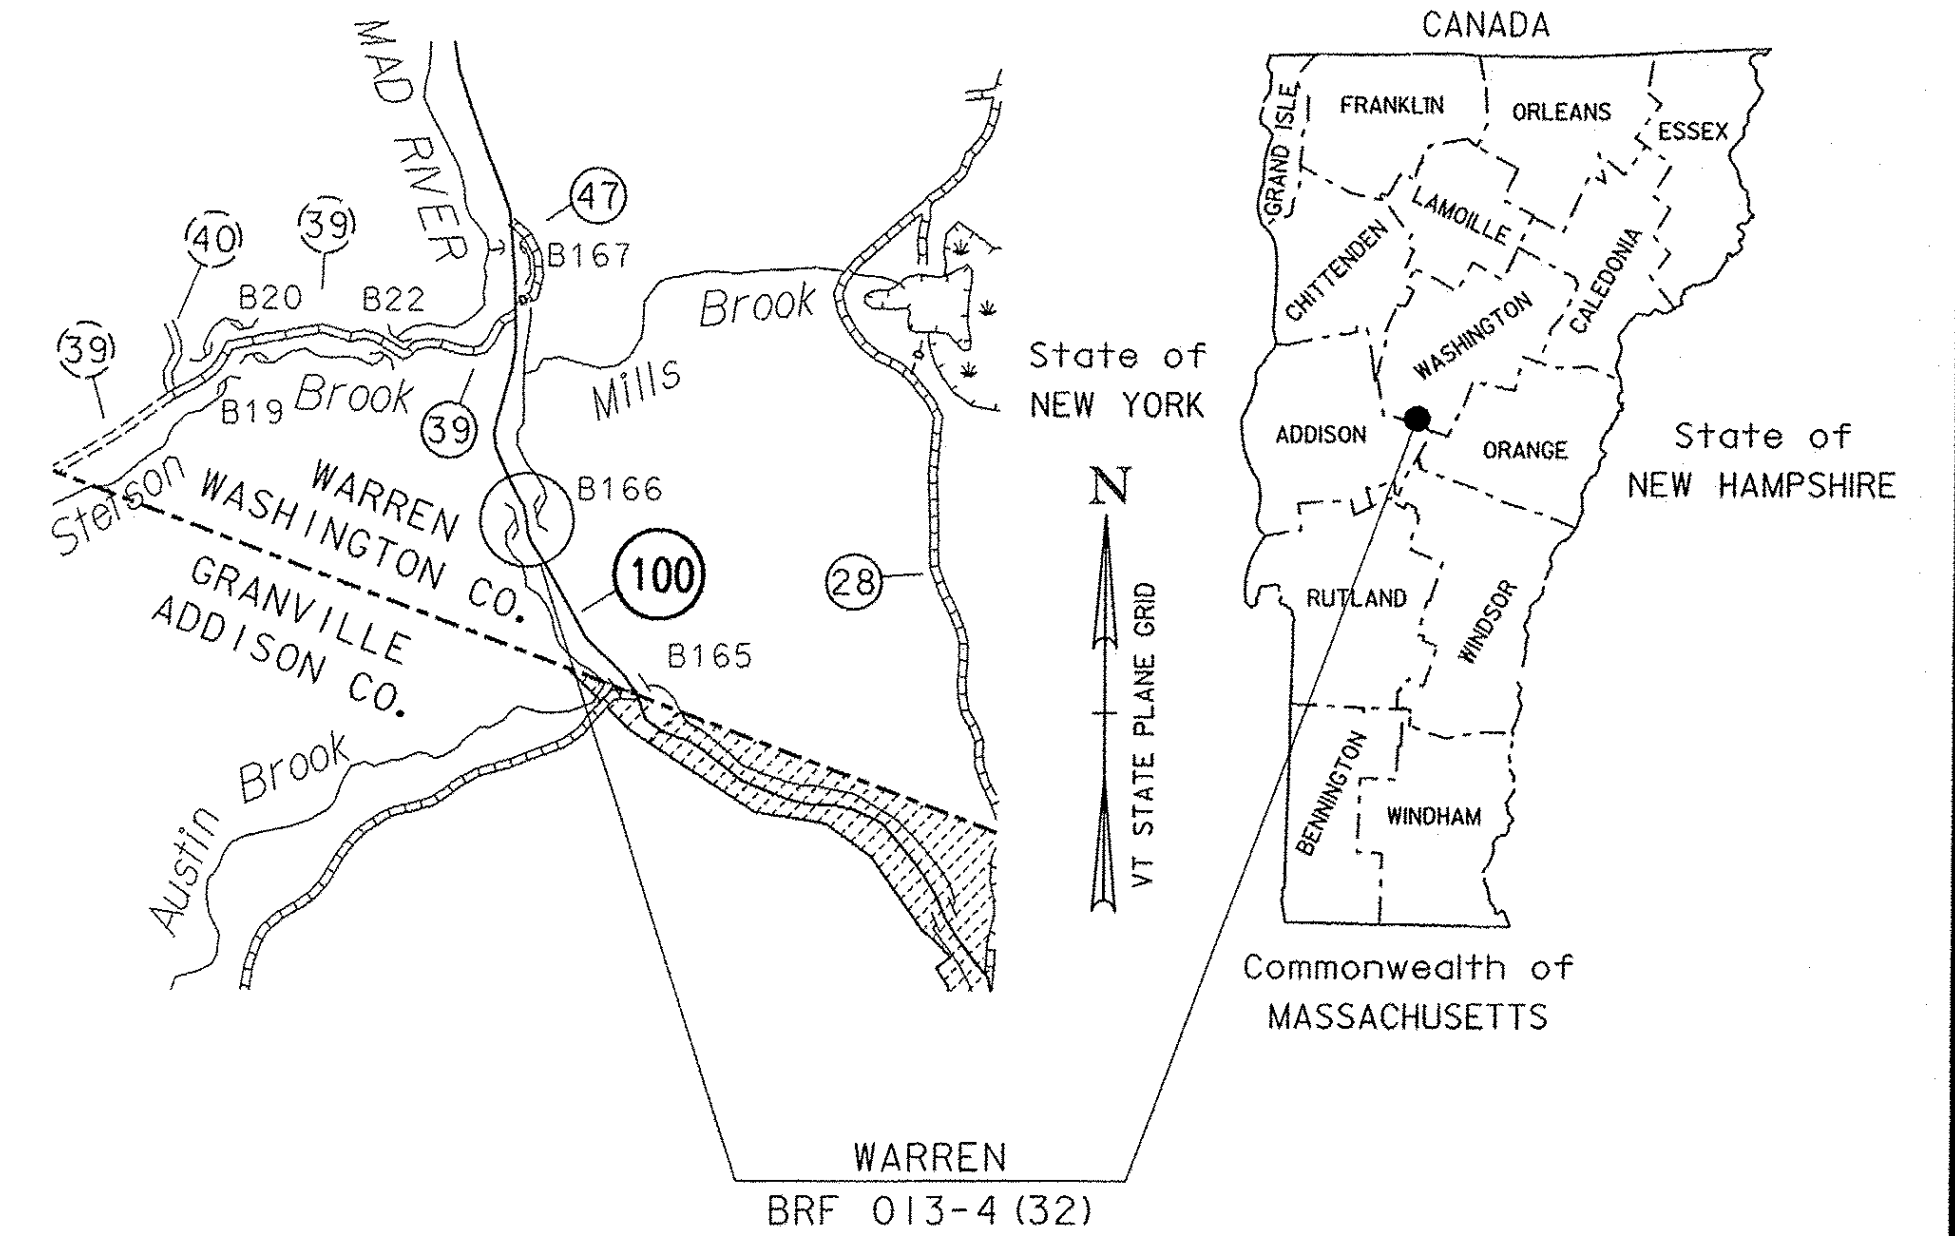 MAD RIVER
47
B167
40
39
B20
B22
39
Brook
B19
39
Stetson
Mills
Brook
WARREN
WASHINGTON CO.
GRANVILLE
ADDISON CO.
B166
100
28
B165
Austin
Brook
State of
NEW YORK
N
VT STATE PLANE GRID
CANADA
GRAND ISLE
FRANKLIN
ORLEANS
ESSEX
LAMOILLE
CHITTENDEN
CALEDONIA
WASHINGTON
ADDISON
ORANGE
State of
NEW HAMPSHIRE
RUTLAND
WINDSOR
BENNINGTON
WINDHAM
Commonwealth of
MASSACHUSETTS
WARREN
BRF 013-4 (32)